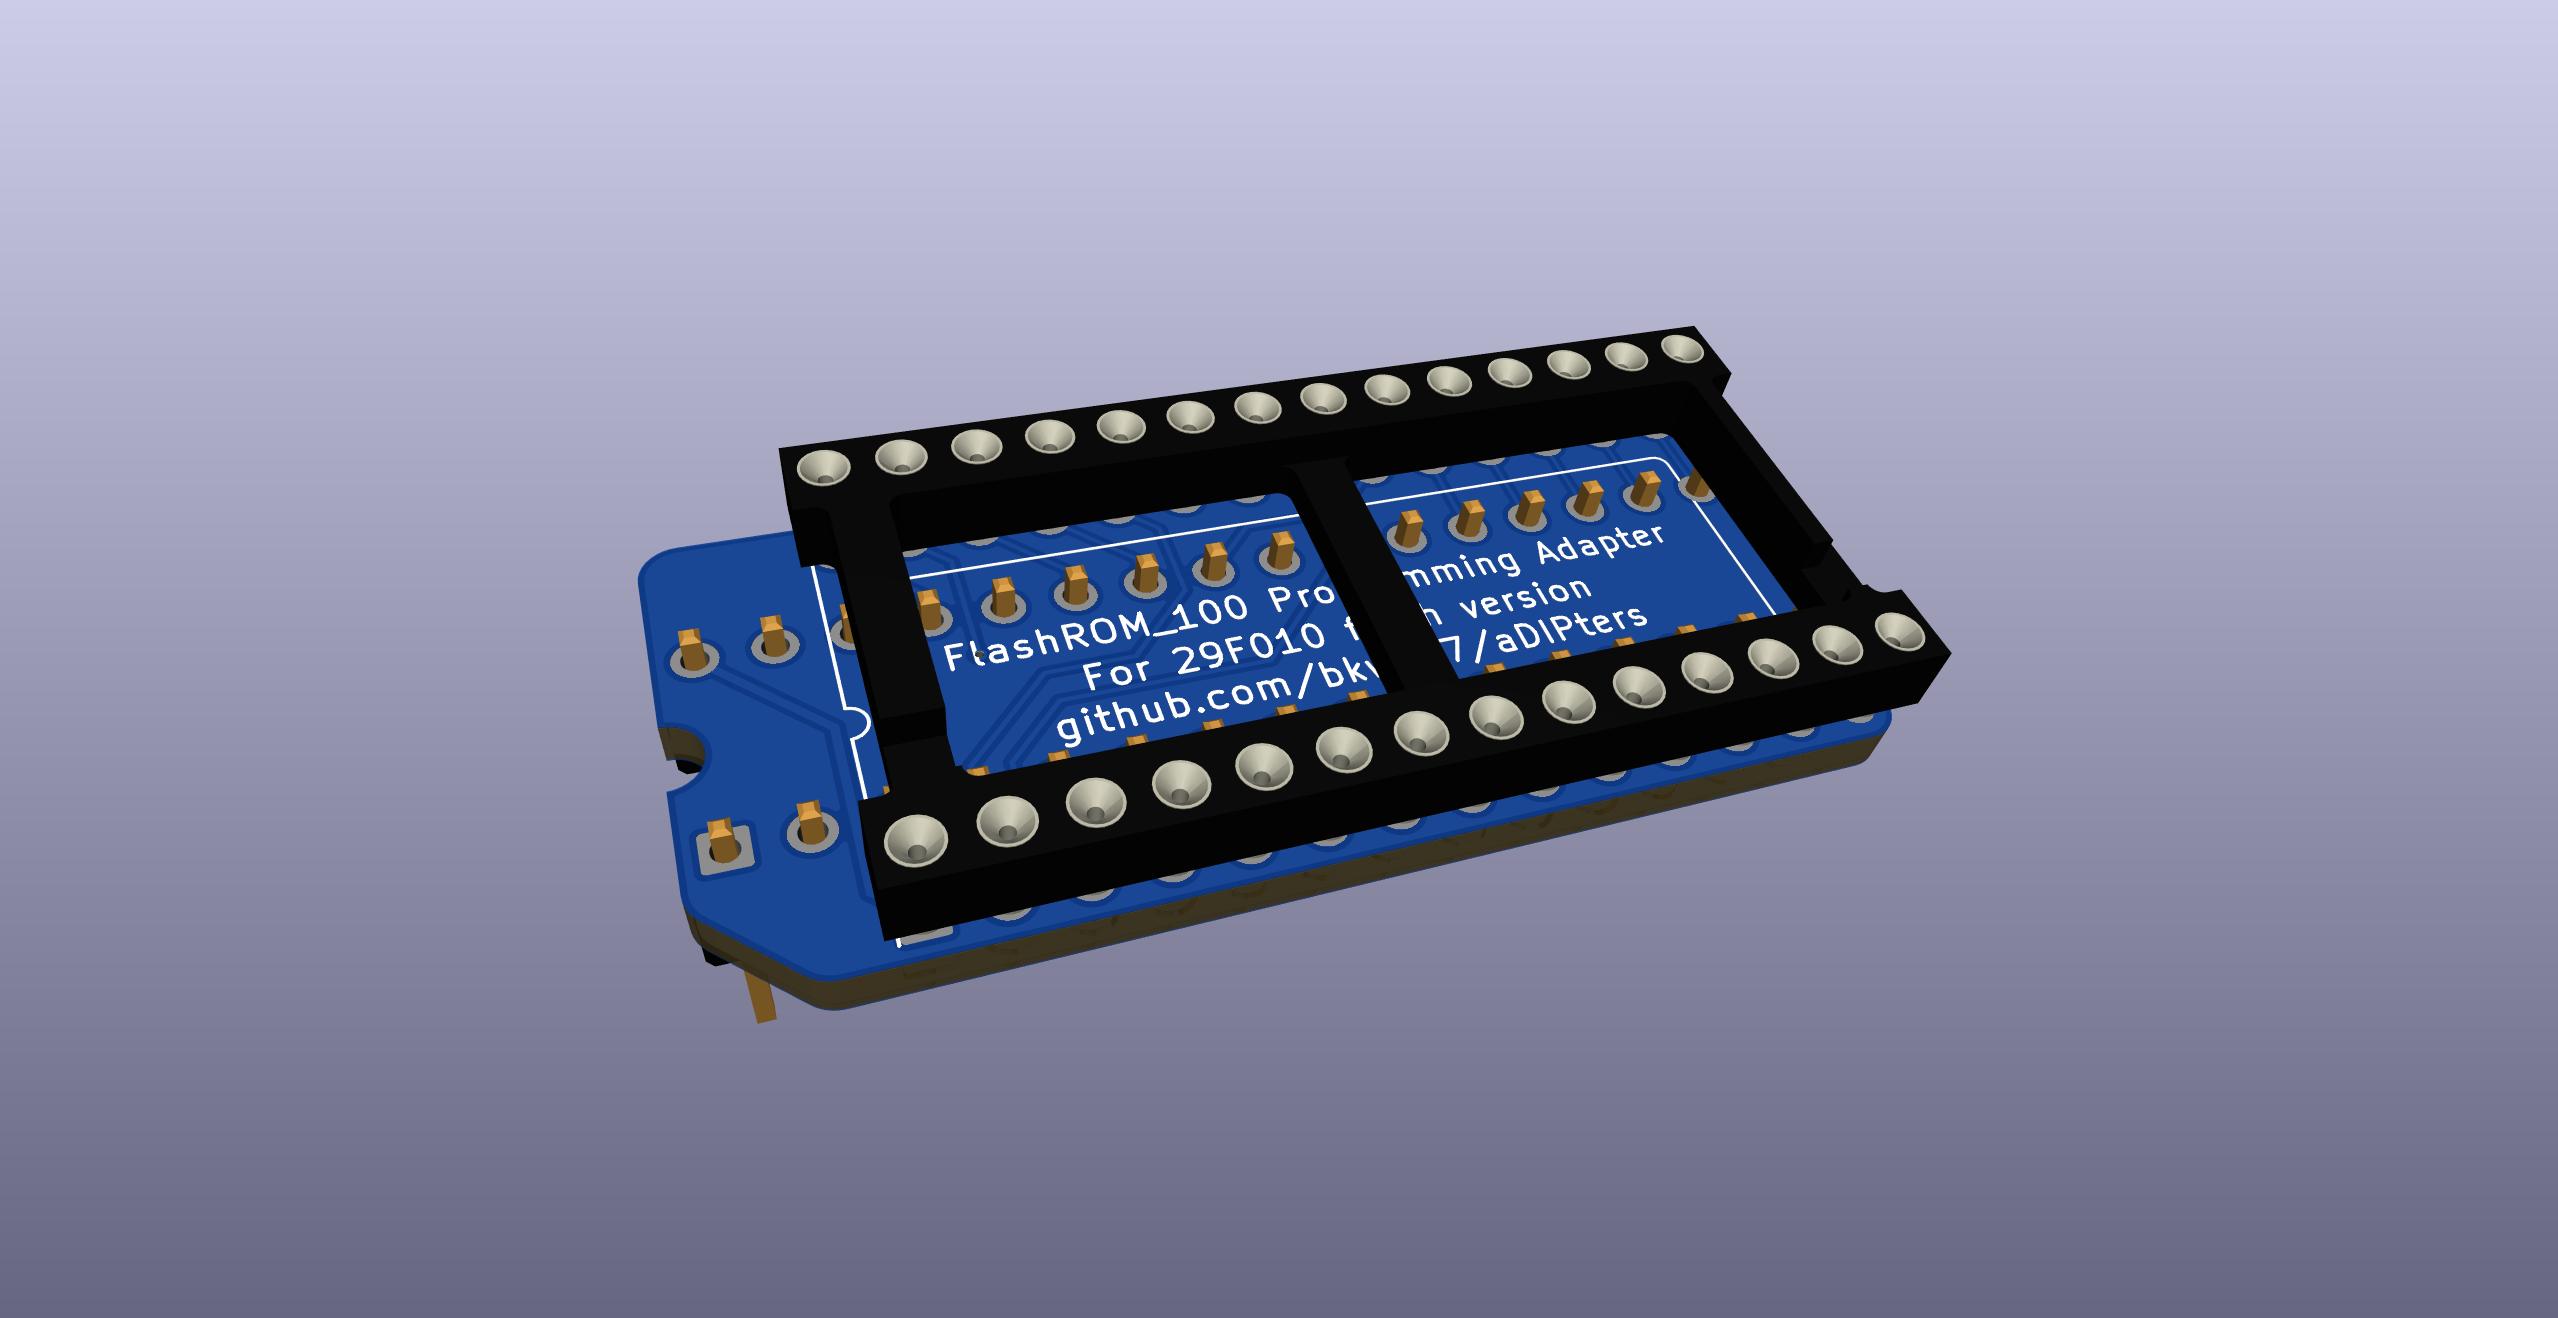 FlashROM_100 Pro mming Adapter
For 29F010 version
github.com/bk 7/aDIPters